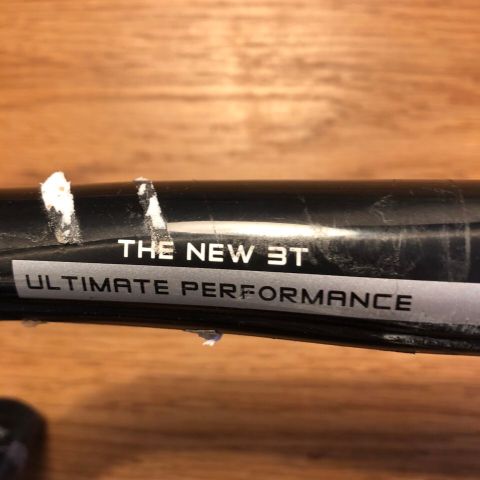 THE NEW 3T
ULTIMATE PERFORMANCE